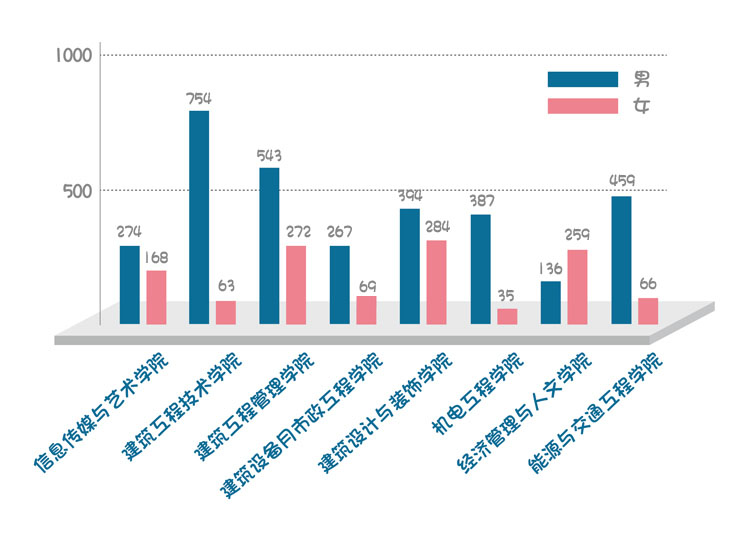 1000
男
754
女
543
500
459
394
387
274
168
272
267
284
259
136
63
69
35
66
信息传媒与艺术学院
建筑工程技术学院
建筑工程管理学院
建筑设备与市政工程学院
建筑设计与装饰学院
机电工程学院
经济管理与人文学院
能源与交通工程学院